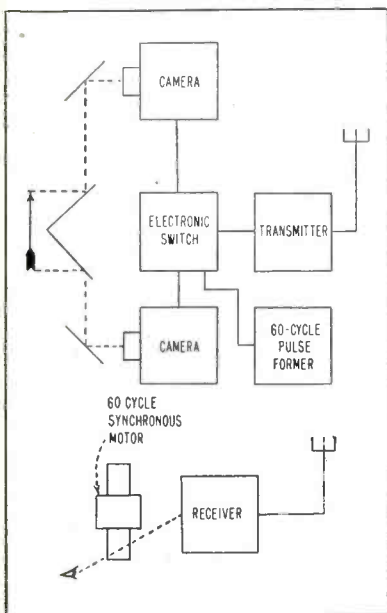 CAMERA
ELECTRONIC
SWITCH
TRANSMITTER
CAMERA
60-CYCLE
PULSE
FORMER
60 CYCLE
SYNCHRONOUS
MOTOR
RECEIVER